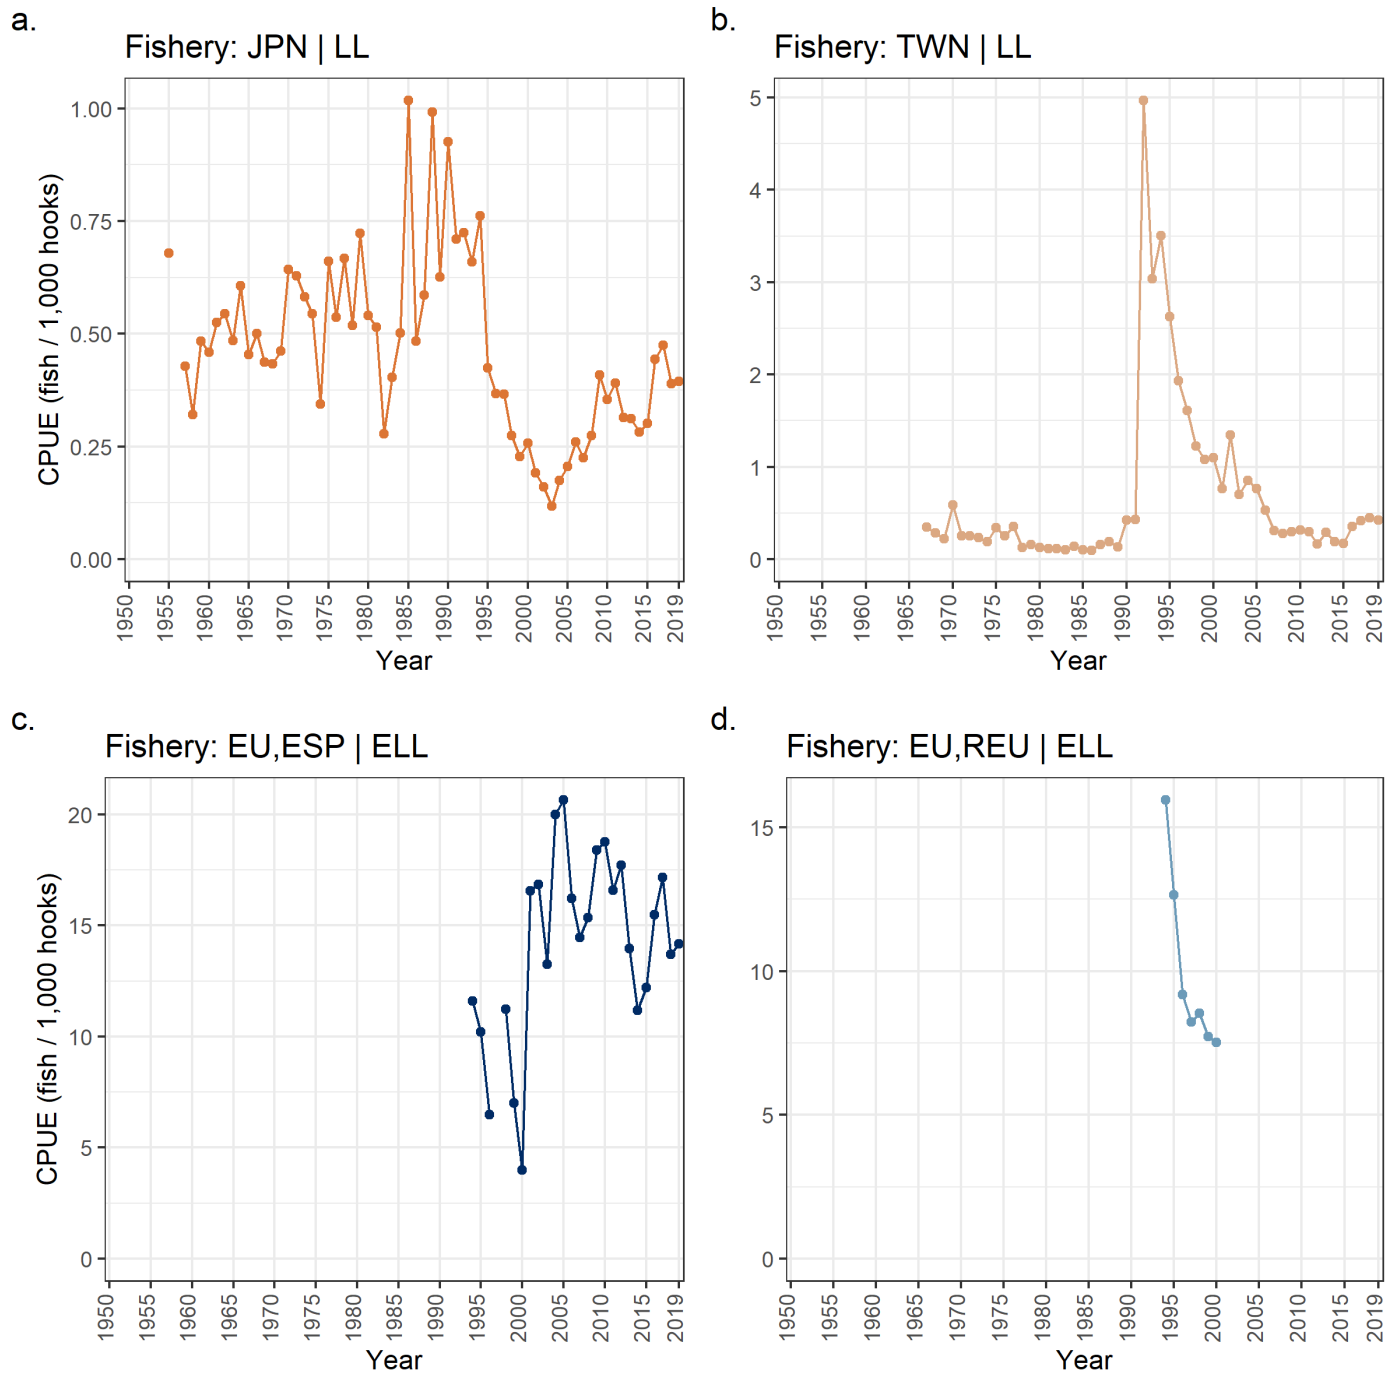 a.
Fishery: JPN | LL
CPUE (fish / 1,000 hooks)
1.00
0.75
0.50
0.25
0.00
1950 1955 1960 1965 1970 1975 1980 1985 1990 1995 2000 2005 2010 2015 2019
Year
b.
Fishery: TWN | LL
5
4
3
2
1
0
1950 1955 1960 1965 1970 1975 1980 1985 1990 1995 2000 2005 2010 2015 2019
Year
c.
Fishery: EU,ESP | ELL
CPUE (fish / 1,000 hooks)
20
15
10
5
0
1950 1955 1960 1965 1970 1975 1980 1985 1990 1995 2000 2005 2010 2015 2019
Year
d.
Fishery: EU,REU | ELL
15
10
5
0
1950 1955 1960 1965 1970 1975 1980 1985 1990 1995 2000 2005 2010 2015 2019
Year